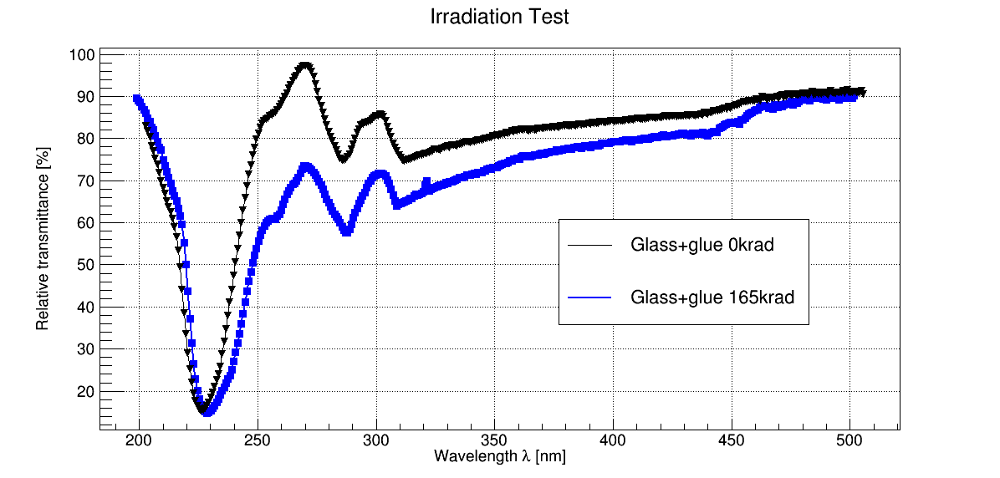 Irradiation Test
100
90
80
70
60
50
40
30
20
Relative transmittance [%]
200 250 300 350 400 450 500
Wavelength λ [nm]
Glass+glue 0krad
Glass+glue 165krad